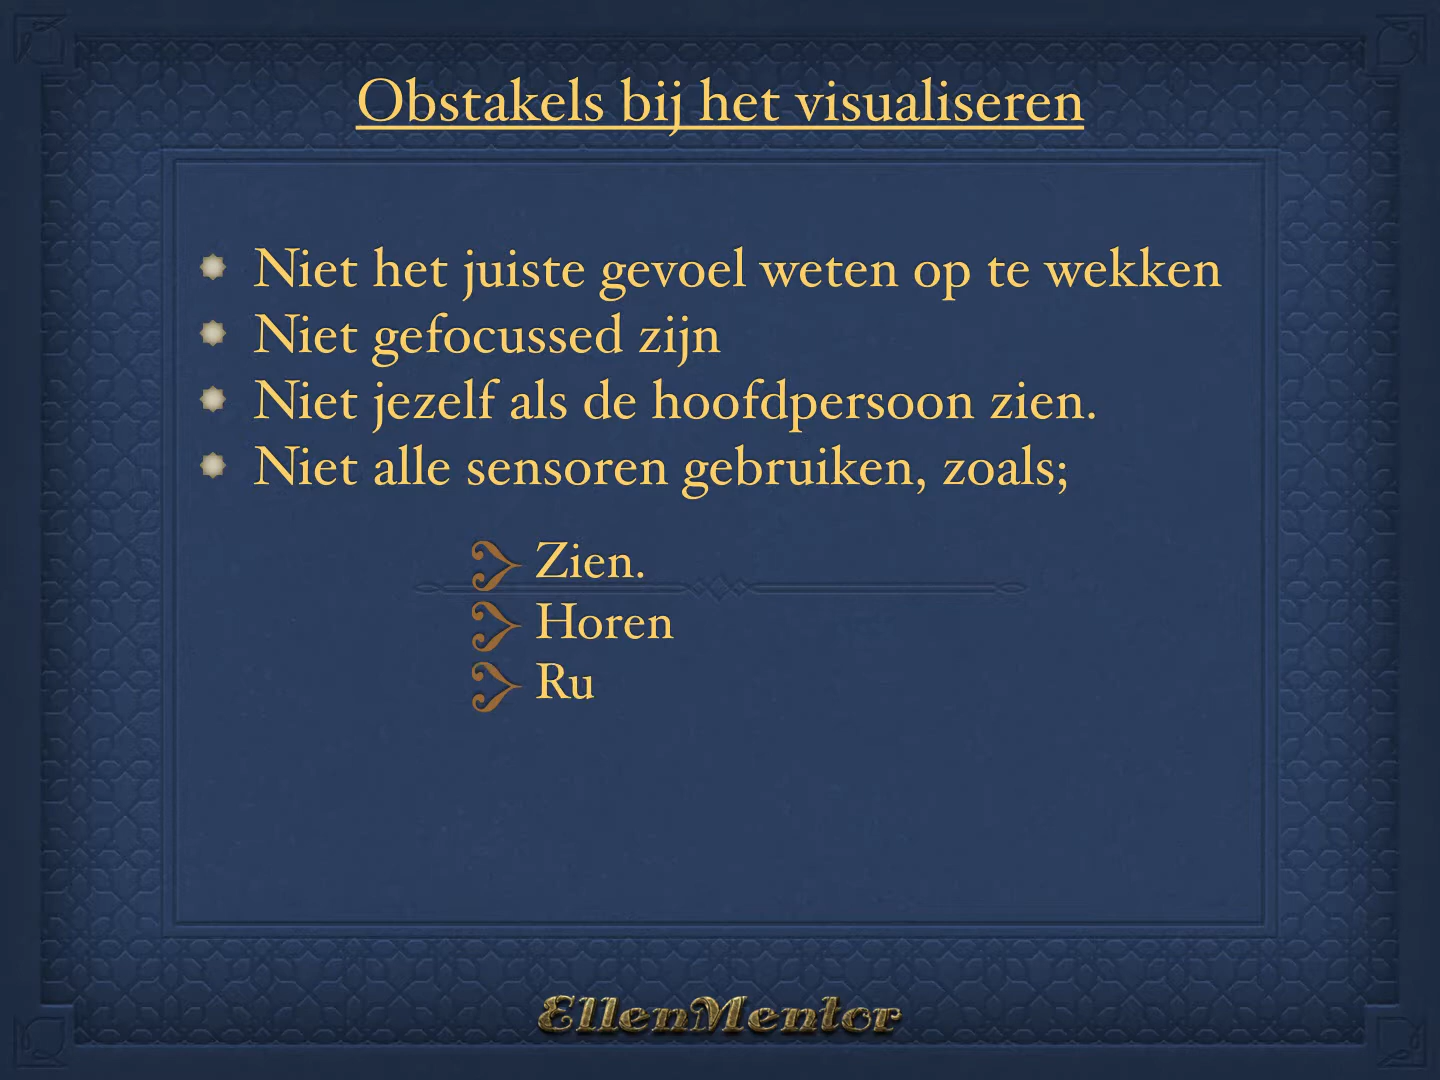 Obstakels bij het visualiseren
Niet het juiste gevoel weten op te wekken
Niet gefocussed zijn
Niet jezelf als de hoofdpersoon zien.
Niet alle sensoren gebruiken, zoals;
Zien.
Horen
Ru
EllenMentor